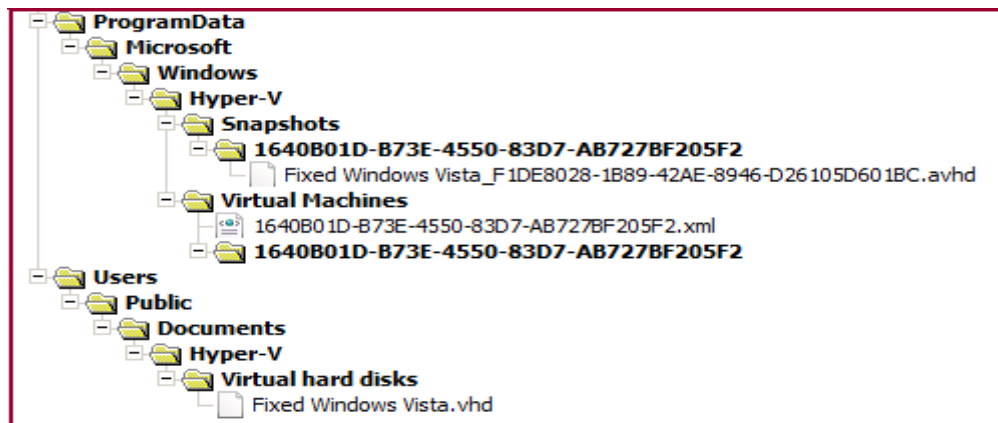 ProgramData
Microsoft
Windows
Hyper-V
Snapshots
1640B01D-B73E-4550-83D7-AB727BF205F2
Fixed Windows Vista_F1DE8028-1B89-42AE-8946-D26105D601BC.avhd
Virtual Machines
1640B01D-B73E-4550-83D7-AB727BF205F2.xml
1640B01D-B73E-4550-83D7-AB727BF205F2
Users
Public
Documents
Hyper-V
Virtual hard disks
Fixed Windows Vista.vhd